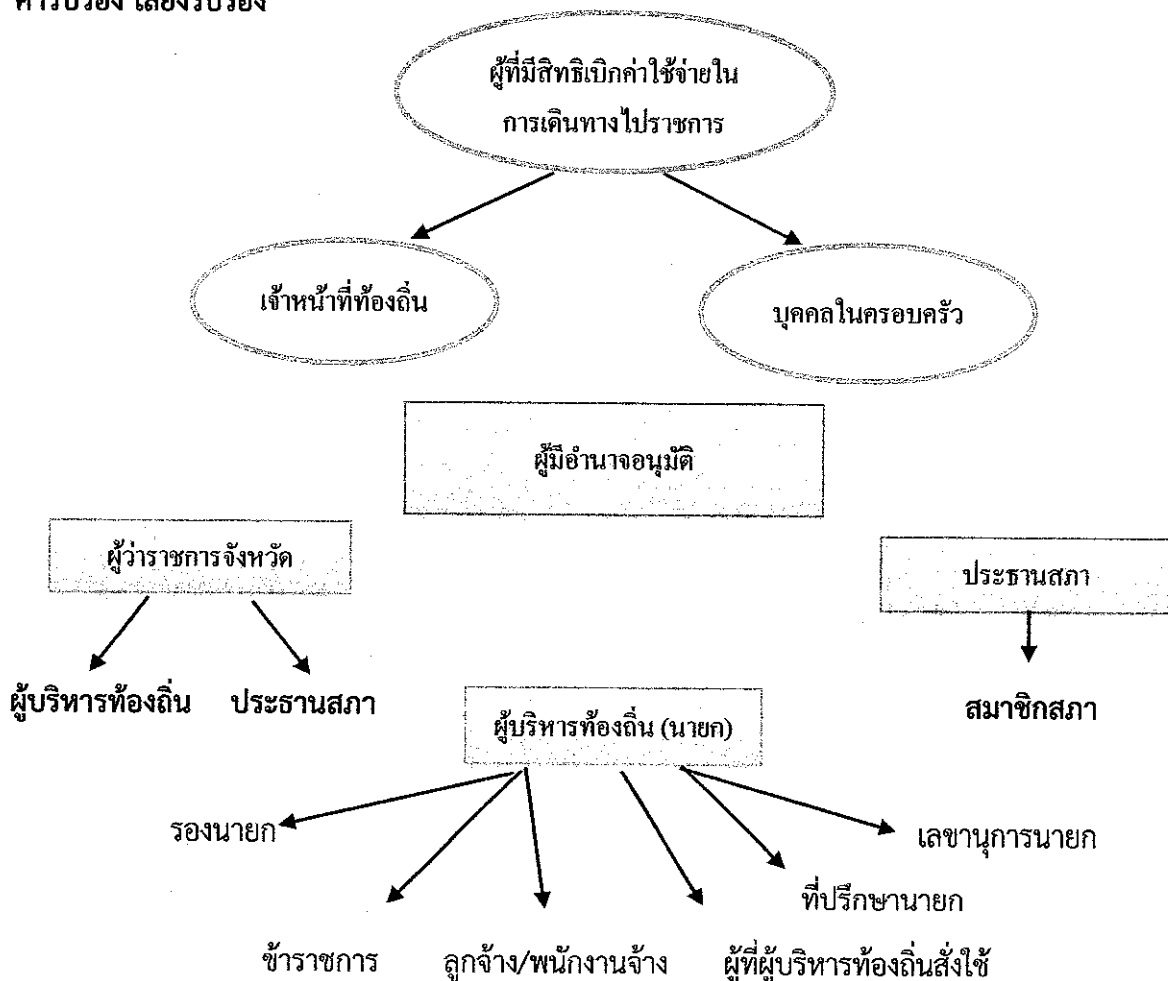 ผู้ที่มีสิทธิเบิกค่าใช้จ่ายใน
การเดินทางไปราชการ
เจ้าหน้าที่ท้องถิ่น
บุคคลในครอบครัว
ผู้มีอำนาจอนุมัติ
ผู้ว่าราชการจังหวัด
ประธานสภา
ผู้บริหารท้องถิ่น ประธานสภา
สมาชิกสภา
ผู้บริหารท้องถิ่น (นายก)
รองนายก
เลขานุการนายก
ที่ปรึกษานายก
ข้าราชการ ลูกจ้าง/พนักงานจ้าง ผู้ที่ผู้บริหารท้องถิ่นสั่งใช้